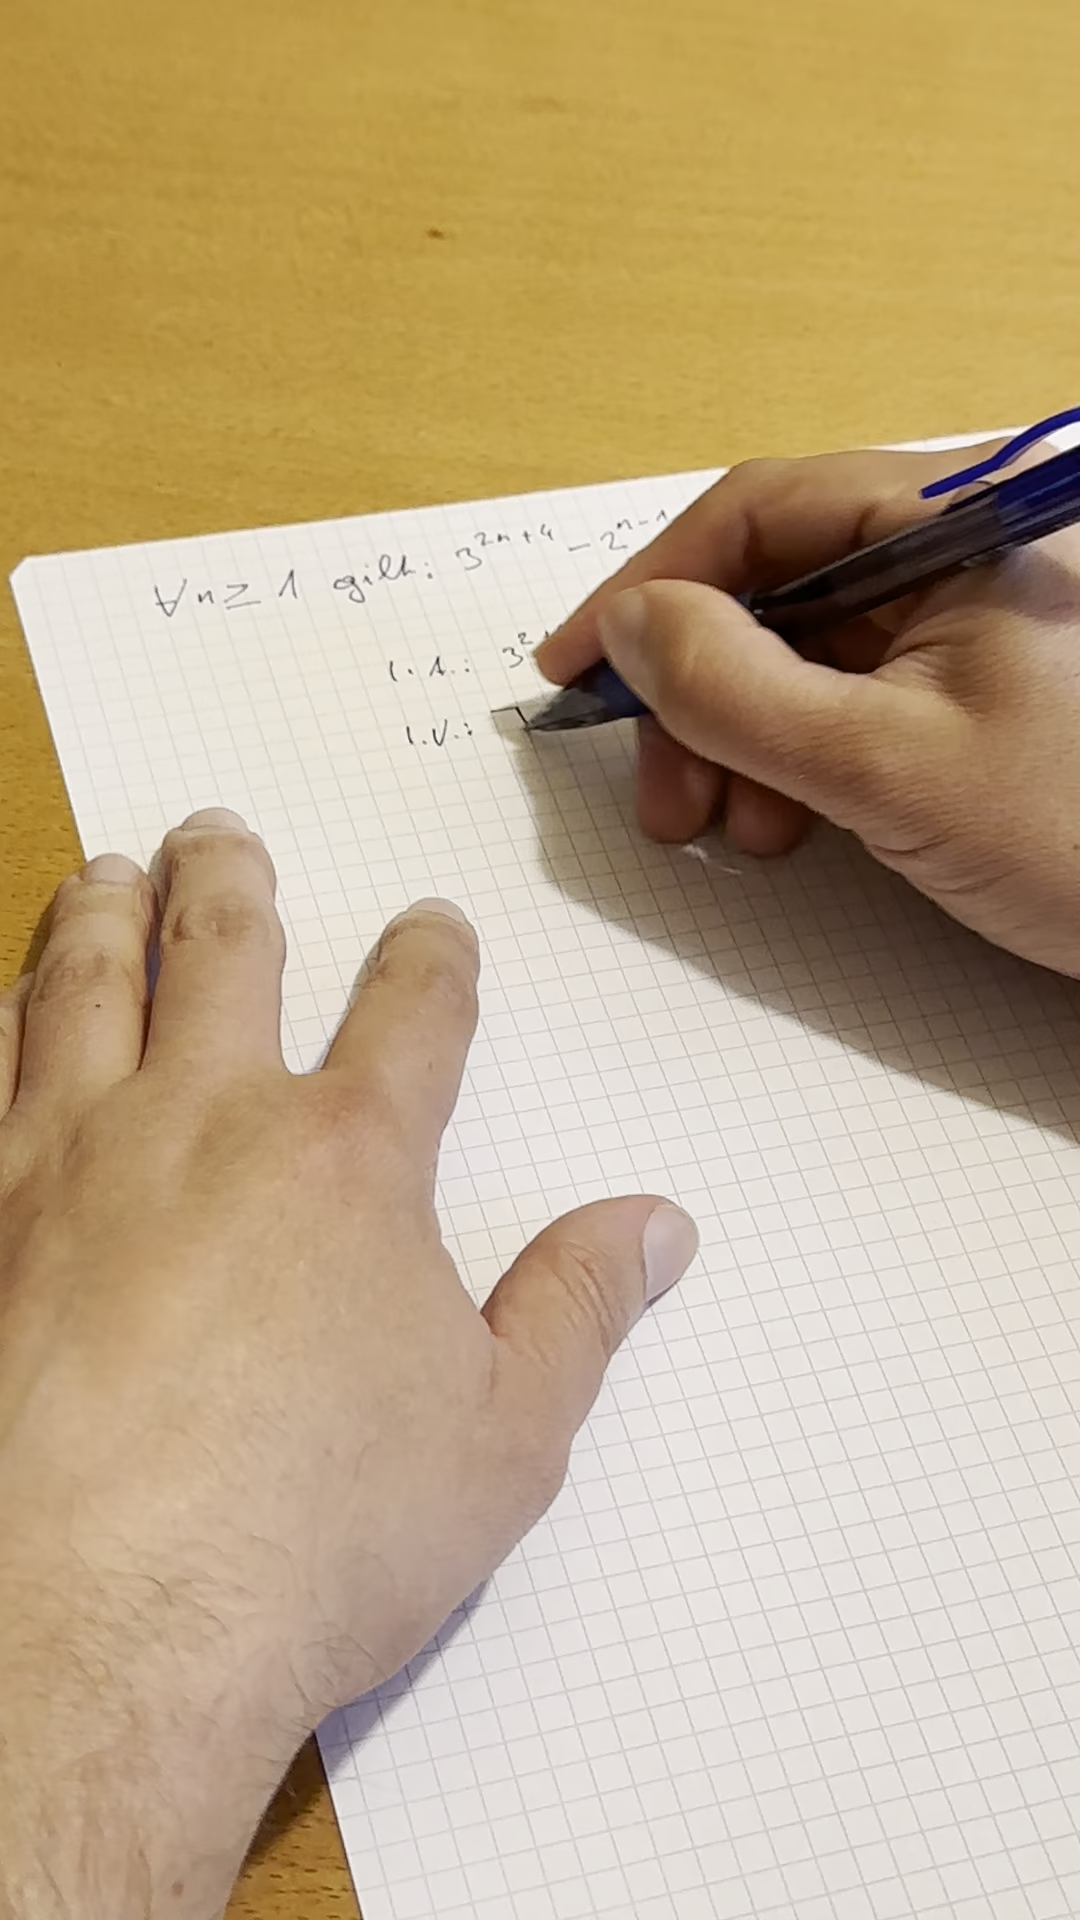 ∀n ≥ 1 gilt: 3^{2n+4} - 2^{n-1}
I.A.: 3^{2+
I.V.: